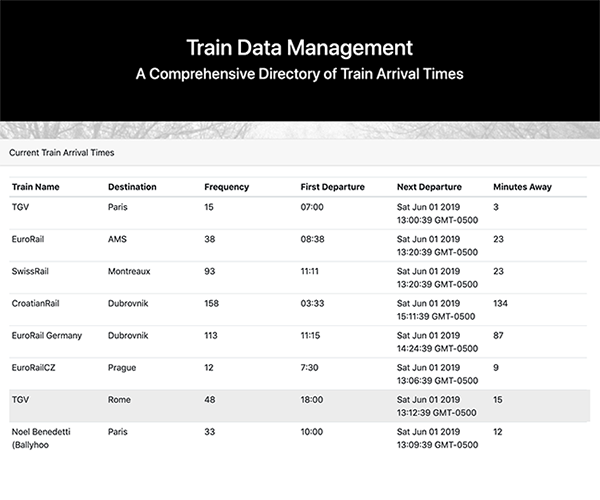 Train Data Management
A Comprehensive Directory of Train Arrival Times
Current Train Arrival Times
Train Name Destination Frequency First Departure Next Departure Minutes Away
TGV Paris 15 07:00 Sat Jun 01 2019 3
13:00:39 GMT-0500
EuroRail AMS 38 08:38 Sat Jun 01 2019 23
13:20:39 GMT-0500
SwissRail Montreaux 93 11:11 Sat Jun 01 2019 23
13:20:39 GMT-0500
CroatianRail Dubrovnik 158 03:33 Sat Jun 01 2019 134
15:11:39 GMT-0500
EuroRail Germany Dubrovnik 113 11:15 Sat Jun 01 2019 87
14:24:39 GMT-0500
EuroRailCZ Prague 12 7:30 Sat Jun 01 2019 9
13:06:39 GMT-0500
TGV Rome 48 18:00 Sat Jun 01 2019 15
13:12:39 GMT-0500
Noel Benedetti Paris 33 10:00 Sat Jun 01 2019 12
(Ballyhoo 13:09:39 GMT-0500